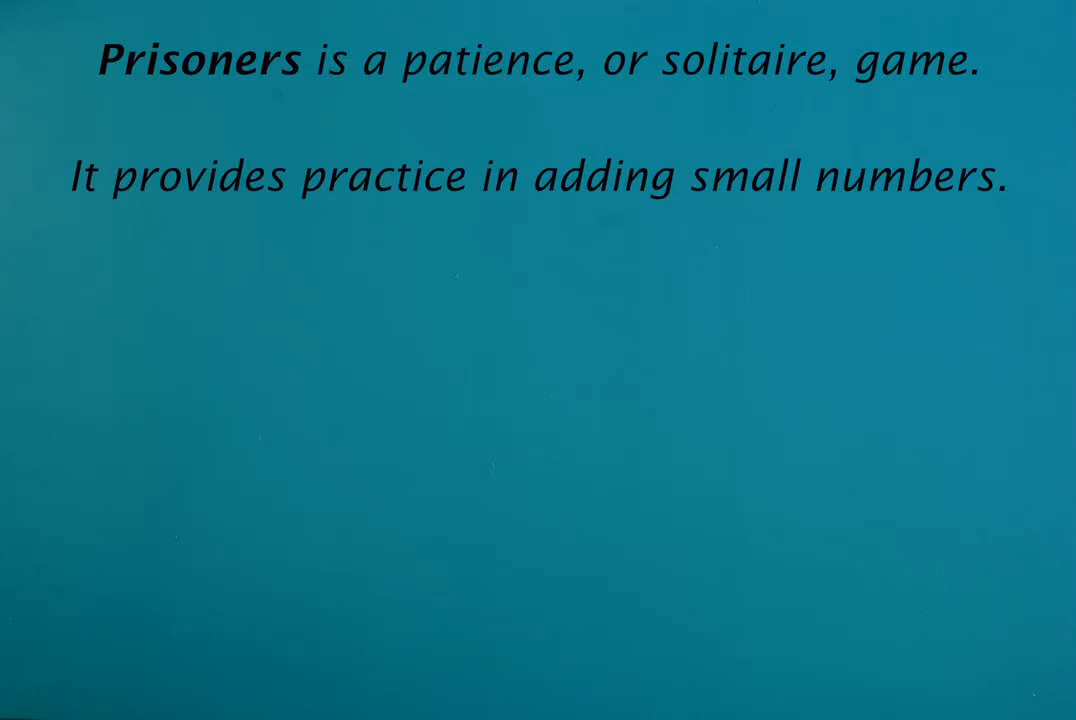 Prisoners is a patience, or solitaire, game.
It provides practice in adding small numbers.